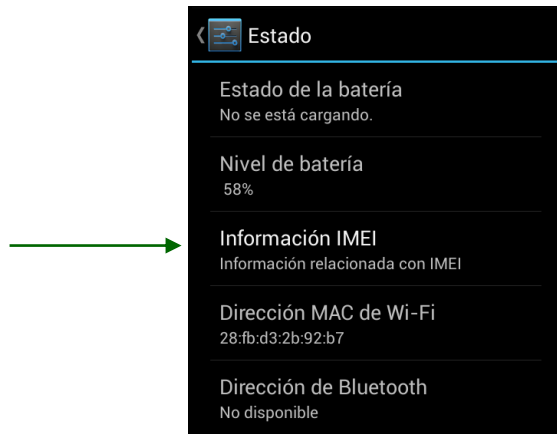 Estado
Estado de la batería
No se está cargando.
Nivel de batería
58%
Información IMEI
Información relacionada con IMEI
Dirección MAC de Wi-Fi
28:fb:d3:2b:92:b7
Dirección de Bluetooth
No disponible